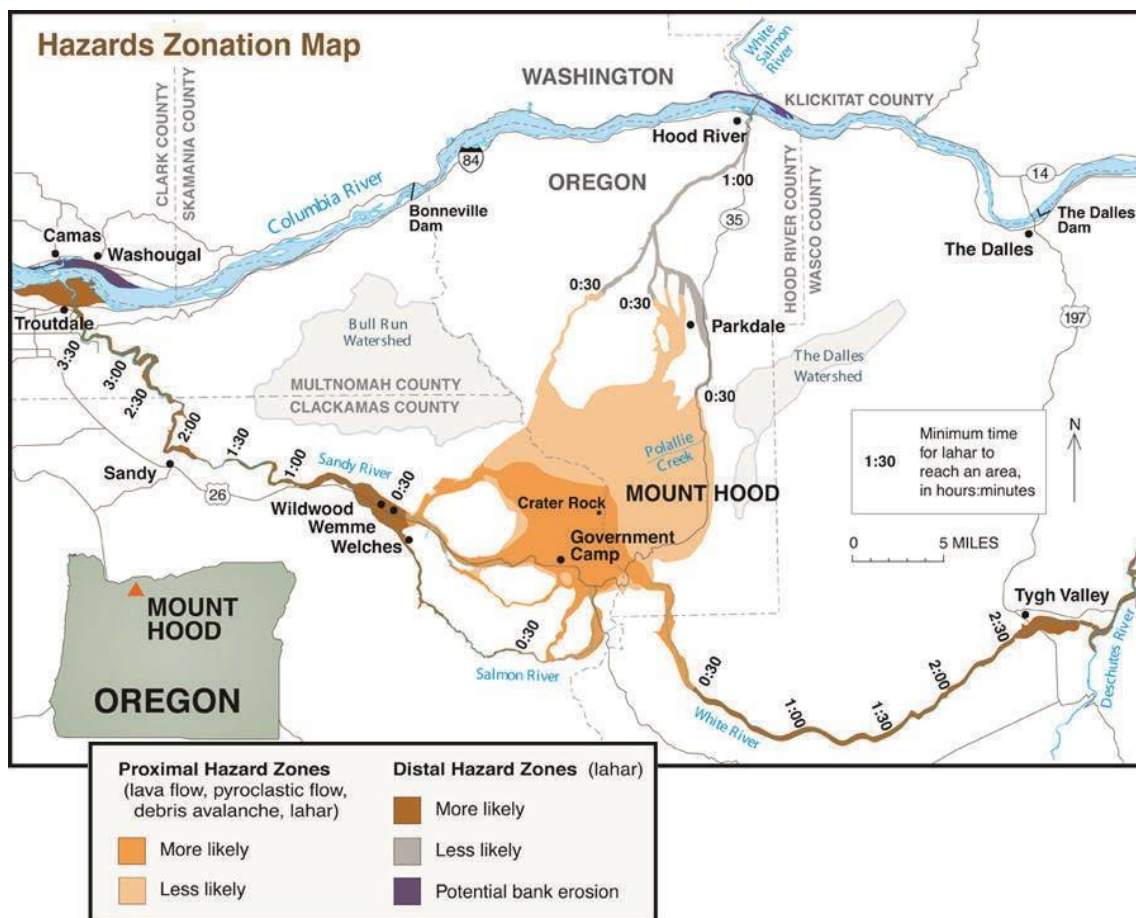 Hazards Zonation Map
White
Salmon
River
WASHINGTON
KLICKITAT COUNTY
CLARK COUNTY
SKAMANIA COUNTY
Hood River
84
OREGON
1:00
14
Columbia River
Bonneville
Dam
35
The Dalles
Dam
Camas
Washougal
HOOD RIVER COUNTY
WASCO COUNTY
The Dalles
0:30
0:30
Troutdale
Bull Run
Watershed
Parkdale
197
3:30
3:00
2:30
The Dalles
Watershed
MULTNOMAH COUNTY
CLACKAMAS COUNTY
0:30
2:00
1:30
1:00
Sandy River
0:30
Polallie
Creek
1:30
Minimum time
for lahar to
reach an area,
in hours:minutes
N
Sandy
26
Wildwood
Wemme
Welches
Crater Rock
MOUNT HOOD
Government
Camp
0 5 MILES
MOUNT
HOOD
OREGON
0:30
Salmon River
0:30
White River
1:00
1:30
2:00
2:30
Tygh Valley
Deschutes River
Proximal Hazard Zones
(lava flow, pyroclastic flow,
debris avalanche, lahar)
More likely
Less likely
Distal Hazard Zones (lahar)
More likely
Less likely
Potential bank erosion